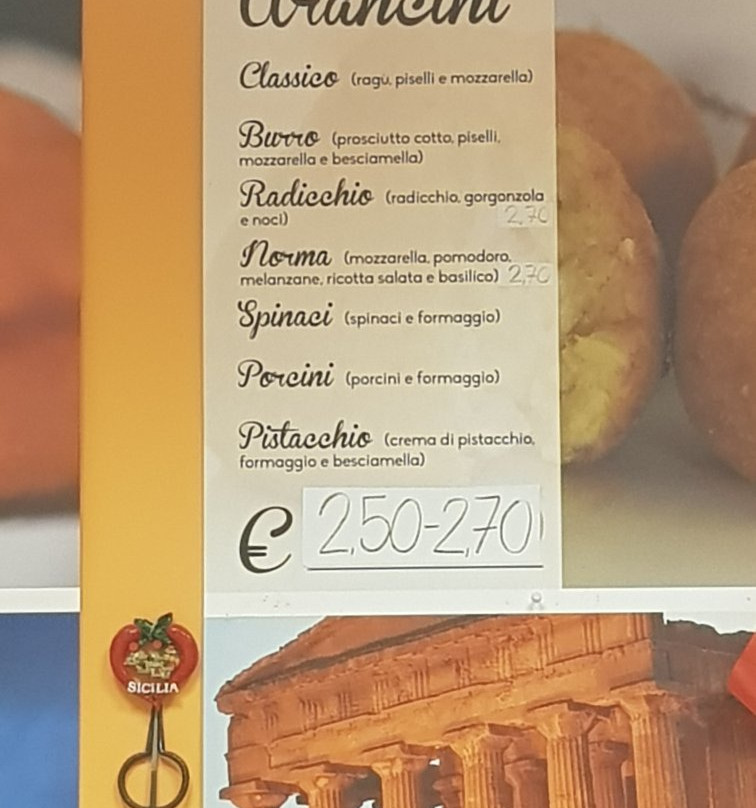 Arancini
Classico (ragù, piselli e mozzarella)
Burro (prosciutto cotto, piselli,
mozzarella e besciamella)
Radicchio (radicchio, gorgonzola
e noci) 2,70
Norma (mozzarella, pomodoro,
melanzane, ricotta salata e basilico) 2,70
Spinaci (spinaci e formaggio)
Porcini (porcini e formaggio)
Pistacchio (crema di pistacchio,
formaggio e besciamella)
€ 2,50-2,70
SICILIA